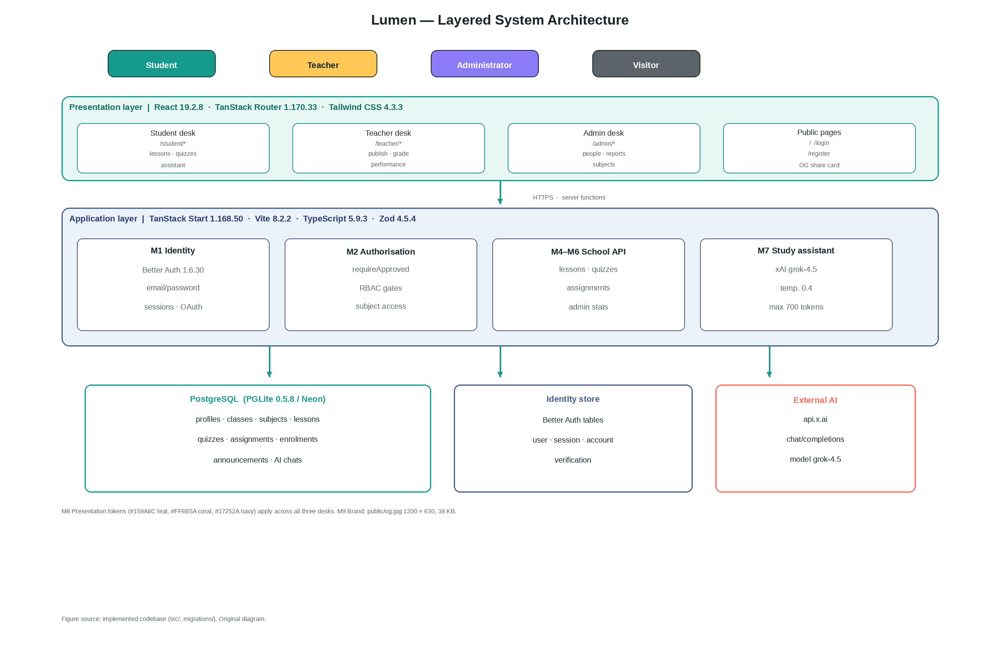 Lumen — Layered System Architecture
Student
Teacher
Administrator
Visitor
Presentation layer | React 19.2.8 · TanStack Router 1.170.33 · Tailwind CSS 4.3.3
Student desk
/student/*
lessons · quizzes
assistant
Teacher desk
/teacher/*
publish · grade
performance
Admin desk
/admin/*
people · reports
subjects
Public pages
/ /login
/register
OG share card
HTTPS · server functions
Application layer | TanStack Start 1.168.50 · Vite 8.2.2 · TypeScript 5.9.3 · Zod 4.5.4
M1 Identity
Better Auth 1.6.30
email/password
sessions · OAuth
M2 Authorisation
requireApproved
RBAC gates
subject access
M4–M6 School API
lessons · quizzes
assignments
admin stats
M7 Study assistant
xAI grok-4.5
temp. 0.4
max 700 tokens
PostgreSQL (PGLite 0.5.8 / Neon)
profiles · classes · subjects · lessons
quizzes · assignments · enrolments
announcements · AI chats
Identity store
Better Auth tables
user · session · account
verification
External AI
api.x.ai
chat/completions
model grok-4.5
M8 Presentation tokens (#159A8C teal, #FF6B5A coral, #17252A navy) apply across all three desks. M9 Brand: public/og.jpg 1200 × 630, 38 KB.
Figure source: implemented codebase (src/, migrations/). Original diagram.